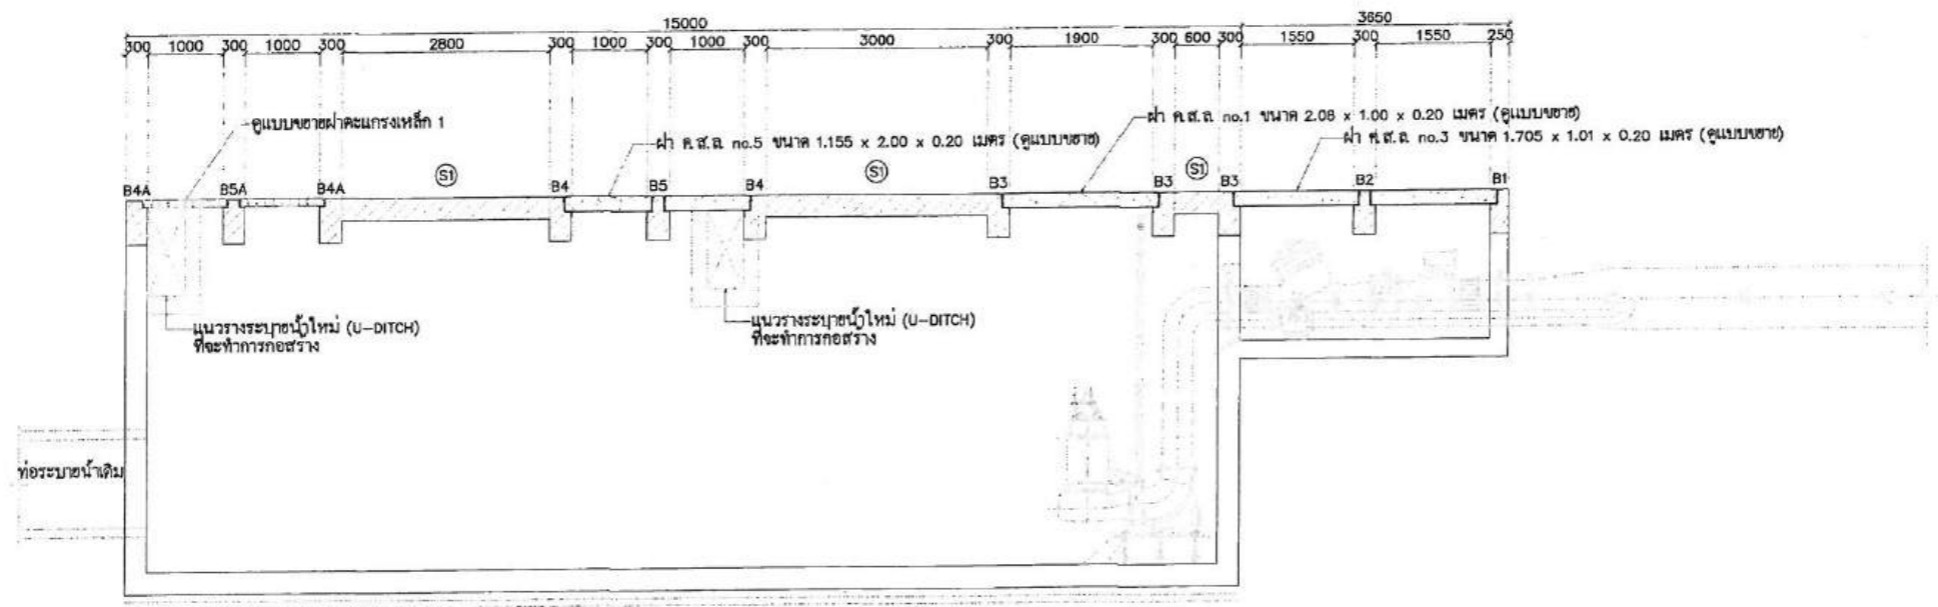 15000 3650
300 1000 300 1000 300 2800 300 1000 300 1000 300 3000 300 1900 300 600 300 1550 300 1550 250
ดูแบบขยายฝาตะแกรงเหล็ก 1
ฝา ค.ส.ล. no.5 ขนาด 1.155 x 2.00 x 0.20 เมตร (ดูแบบขยาย)
ฝา ค.ส.ล. no.1 ขนาด 2.08 x 1.00 x 0.20 เมตร (ดูแบบขยาย)
ฝา ค.ส.ล. no.3 ขนาด 1.705 x 1.01 x 0.20 เมตร (ดูแบบขยาย)
S1 S1 S1
B4A B5A B4A B4 B5 B4 B3 B3 B3 B2 B1
แนวรางระบายน้ำใหม่ (U-DITCH)
ที่จะทำการก่อสร้าง
แนวรางระบายน้ำใหม่ (U-DITCH)
ที่จะทำการก่อสร้าง
ท่อระบายน้ำเดิม